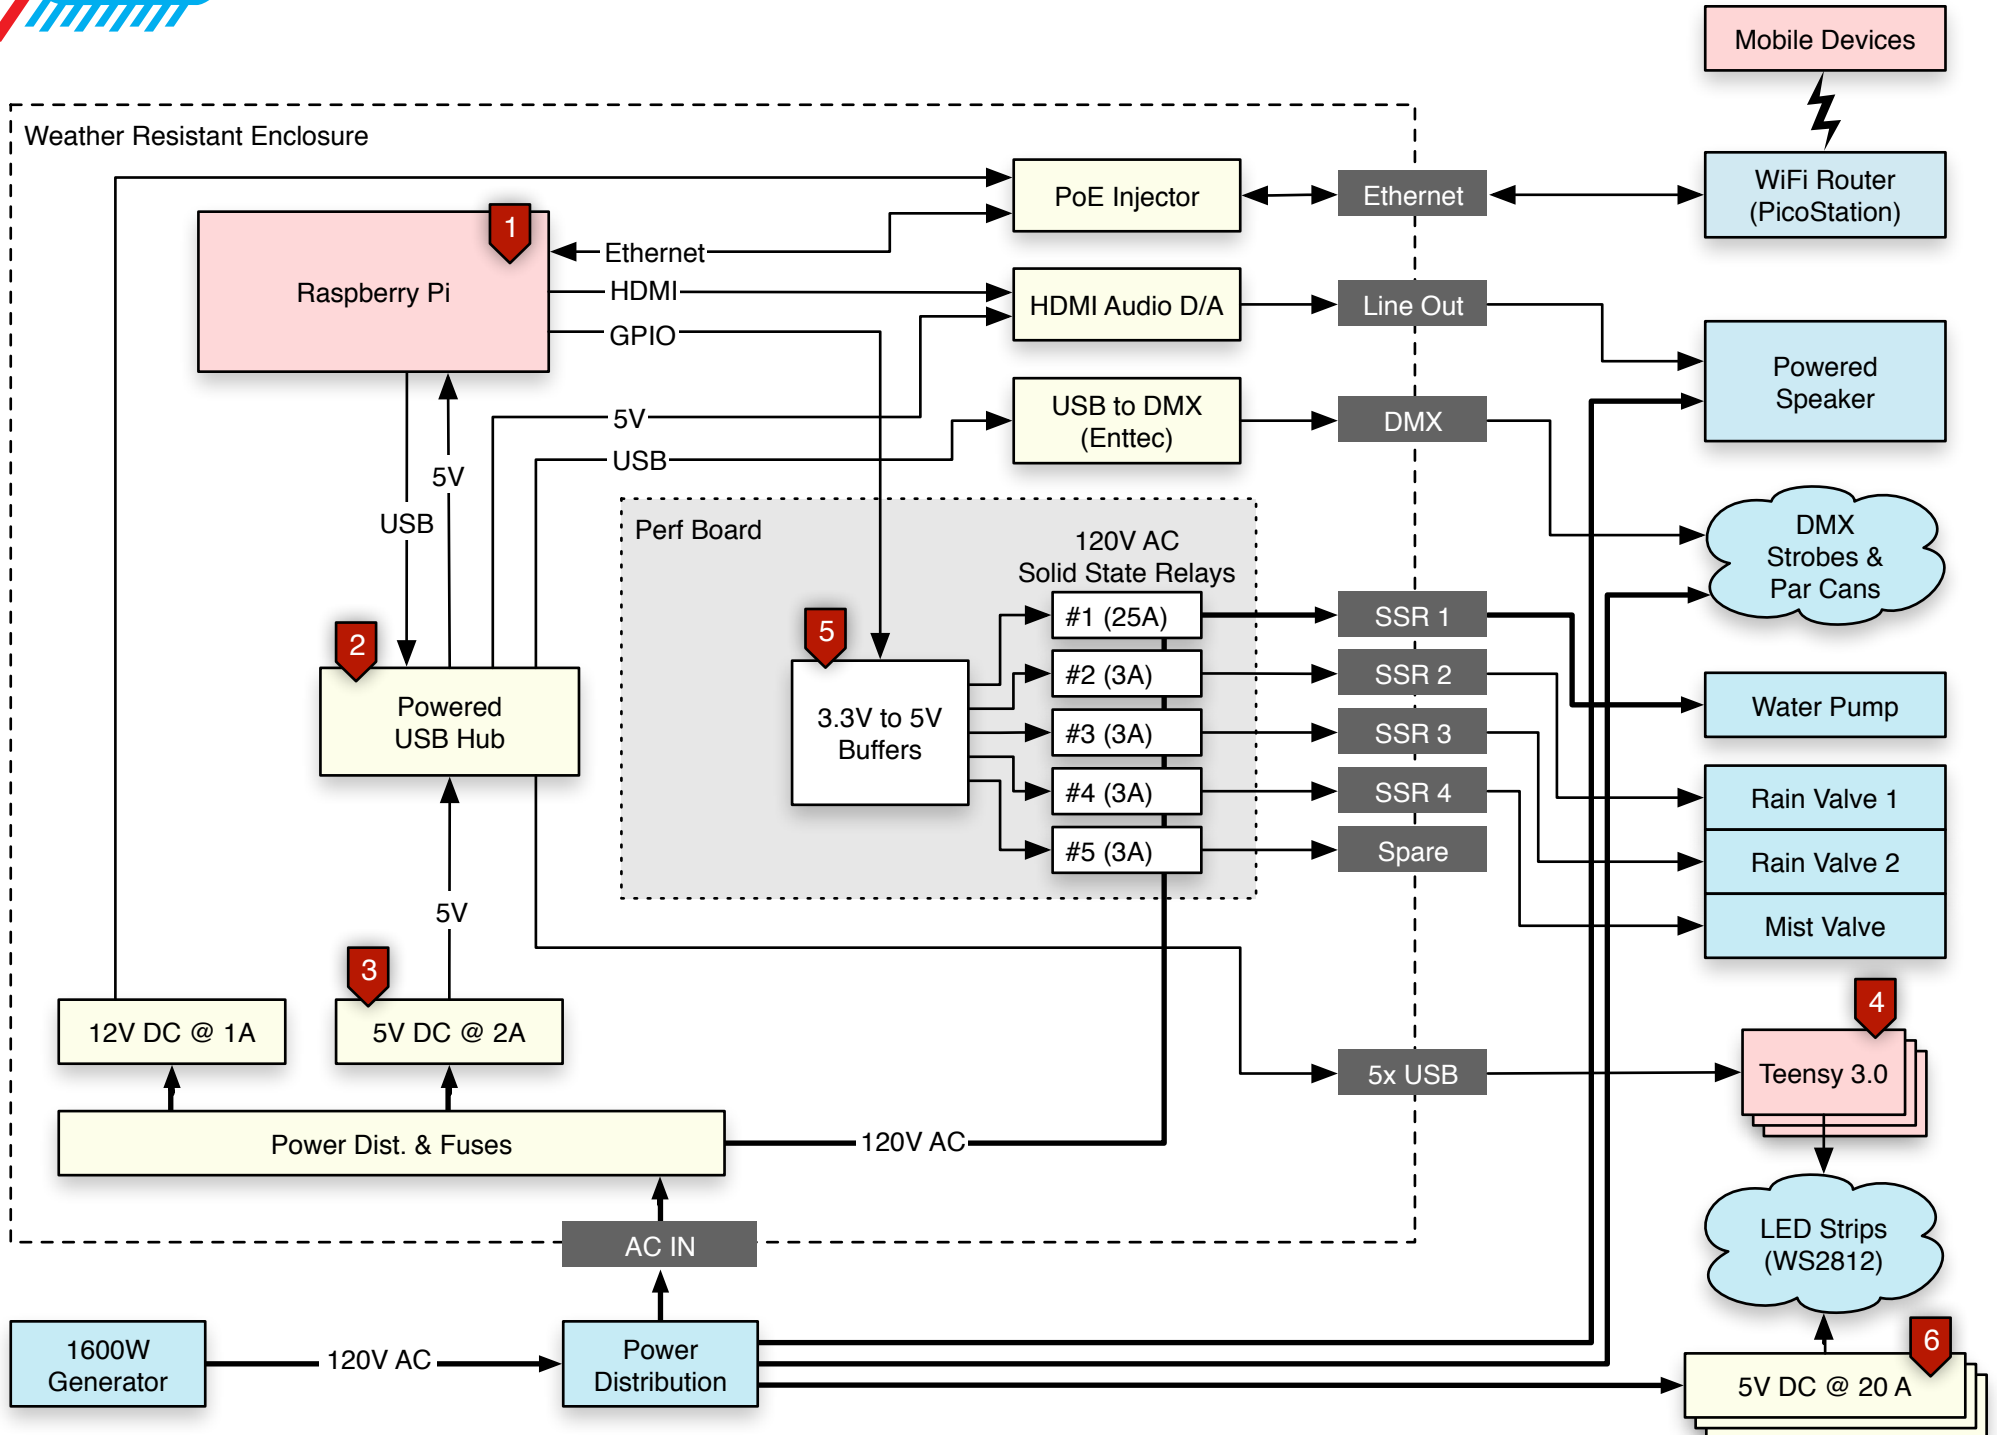 Mobile Devices
Weather Resistant Enclosure
PoE Injector
Ethernet
WiFi Router
(PicoStation)
1
Raspberry Pi
Ethernet
HDMI
GPIO
HDMI Audio D/A
Line Out
Powered
Speaker
5V
USB
USB to DMX
(Enttec)
DMX
5V
USB
Perf Board
120V AC
Solid State Relays
DMX
Strobes &
Par Cans
2
Powered
USB Hub
5
3.3V to 5V
Buffers
#1 (25A)
#2 (3A)
#3 (3A)
#4 (3A)
#5 (3A)
SSR 1
SSR 2
SSR 3
SSR 4
Spare
Water Pump
Rain Valve 1
Rain Valve 2
Mist Valve
5V
3
12V DC @ 1A
5V DC @ 2A
5x USB
4
Teensy 3.0
Power Dist. & Fuses
120V AC
AC IN
LED Strips
(WS2812)
1600W
Generator
120V AC
Power
Distribution
6
5V DC @ 20 A